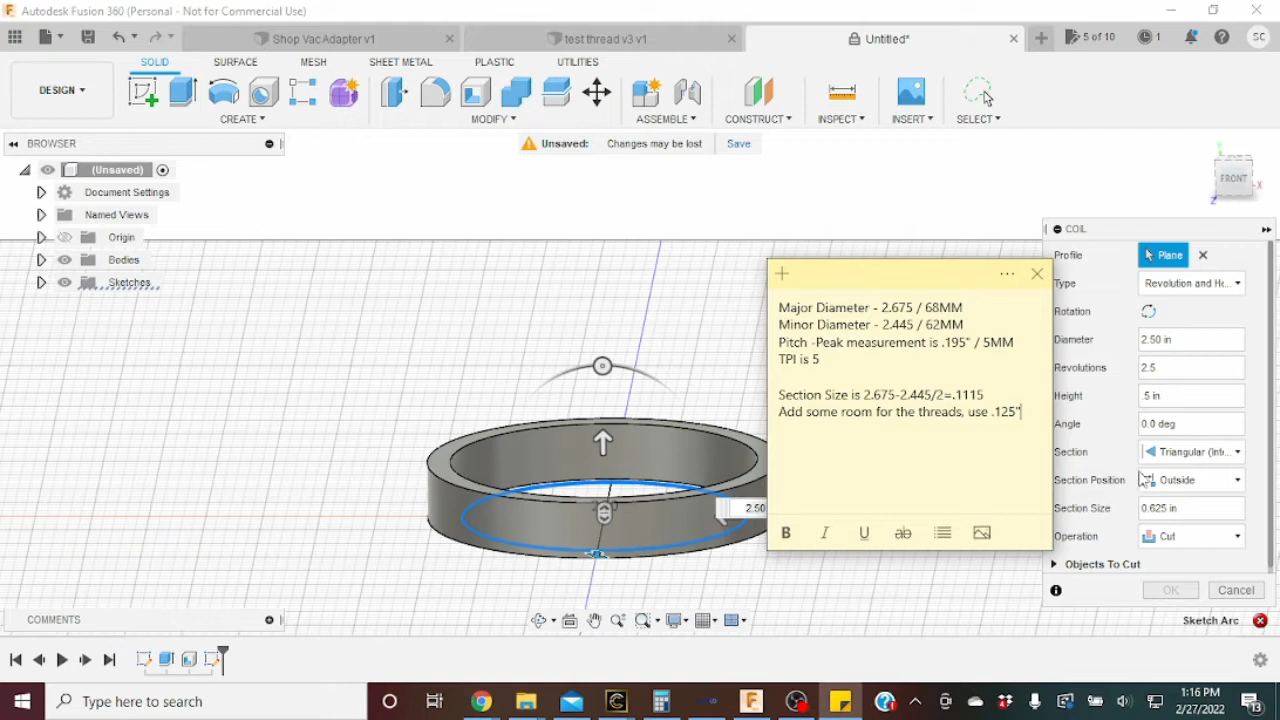 Autodesk Fusion 360 (Personal - Not for Commercial Use)
Shop Vac Adapter v1
test thread v3 v1
Untitled*
5 of 10
1
SC
DESIGN
SOLID
SURFACE
MESH
SHEET METAL
PLASTIC
UTILITIES
CREATE
MODIFY
ASSEMBLE
CONSTRUCT
INSPECT
INSERT
SELECT
BROWSER
Unsaved: Changes may be lost Save
(Unsaved)
Document Settings
Named Views
Origin
Bodies
Sketches
FRONT
X
Y
Z
Major Diameter - 2.675 / 68MM
Minor Diameter - 2.445 / 62MM
Pitch -Peak measurement is .195" / 5MM
TPI is 5
Section Size is 2.675-2.445/2=.1115
Add some room for the threads, use .125"
B I U ab
2.50
COIL
Profile Plane
Type Revolution and He...
Rotation
Diameter 2.50 in
Revolutions 2.5
Height .5 in
Angle 0.0 deg
Section Triangular (Int...
Section Position Outside
Section Size 0.625 in
Operation Cut
Objects To Cut
OK Cancel
COMMENTS
Sketch Arc
Type here to search
1:16 PM
2/27/2022
13